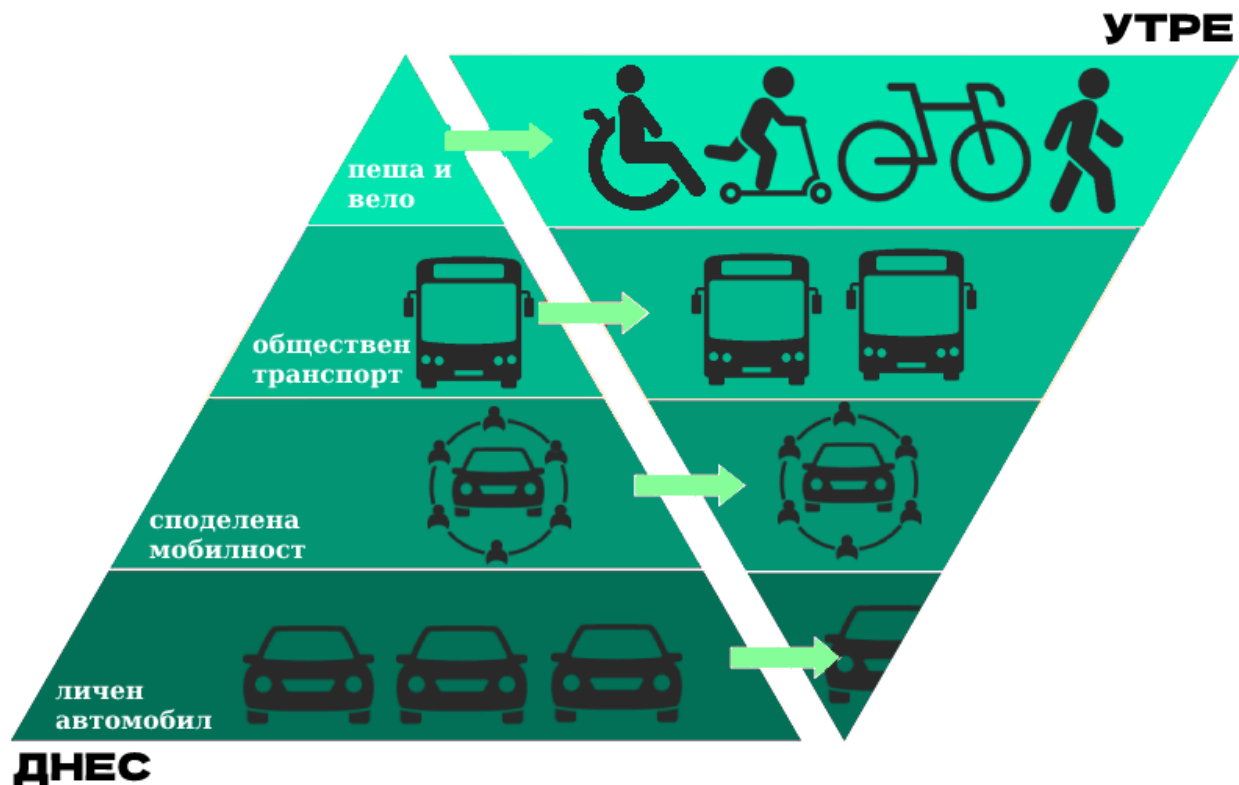 УТРЕ
пеша и
вело
обществен
транспорт
споделена
мобилност
личен
автомобил
ДНЕС